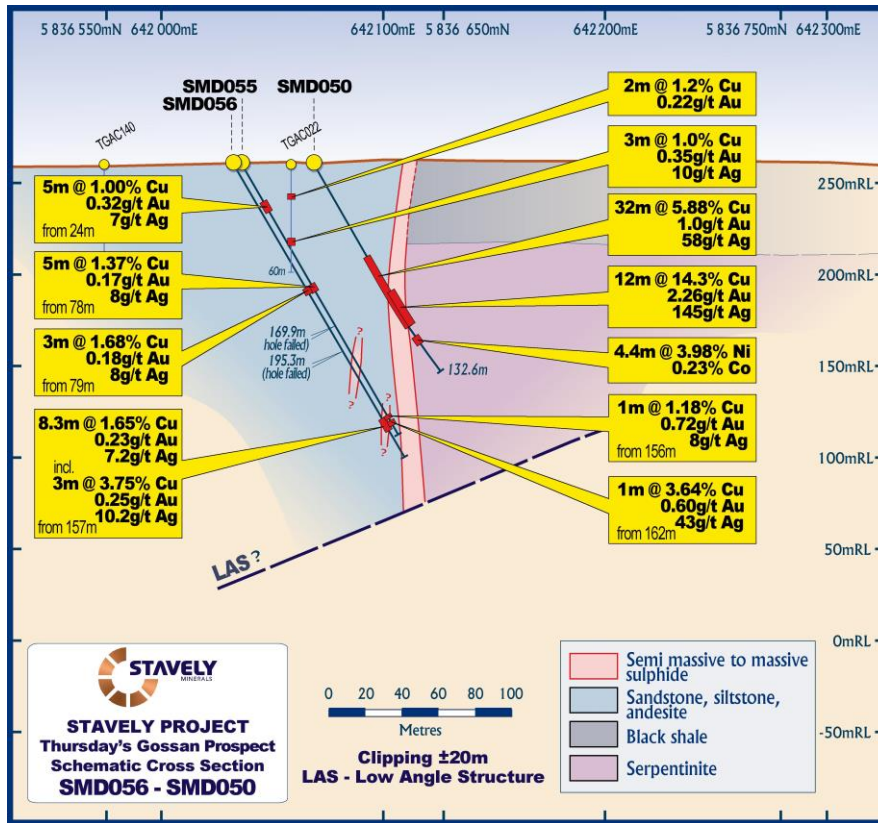 5 836 550mN
642 000mE
642100mE
5 836 650mN
642 200mE
5 836 750mN
642 300mE
SMD055
SMD056
SMD050
TGAC140
TGAC022
2m @ 1.2% Cu
0.22g/t Au
3m @ 1.0% Cu
0.35g/t Au
10g/t Ag
32m @ 5.88% Cu
1.0g/t Au
58g/t Ag
12m @ 14.3% Cu
2.26g/t Au
145g/t Ag
4.4m @ 3.98% Ni
0.23% Co
1m @ 1.18% Cu
0.72g/t Au
8g/t Ag
from 156m
1m @ 3.64% Cu
0.60g/t Au
43g/t Ag
from 162m
5m @ 1.00% Cu
0.32g/t Au
7g/t Ag
from 24m
5m @ 1.37% Cu
0.17g/t Au
8g/t Ag
from 78m
3m @ 1.68% Cu
0.18g/t Au
8g/t Ag
from 79m
8.3m @ 1.65% Cu
0.23g/t Au
7.2g/t Ag
incl.
3m @ 3.75% Cu
0.25g/t Au
10.2g/t Ag
from 157m
60m
169.9m
hole failed)
195.3m
(hole failed)
132.6m
?
?
?
?
LAS ?
250mRL
200mRL
150mRL
100mRL
50mRL
0mRL
-50mRL
STAVELY
MINERALS
STAVELY PROJECT
Thursday's Gossan Prospect
Schematic Cross Section
SMD056 - SMD050
0 20 40 60 80 100
Metres
Clipping ±20m
LAS - Low Angle Structure
Semi massive to massive
sulphide
Sandstone, siltstone,
andesite
Black shale
Serpentinite